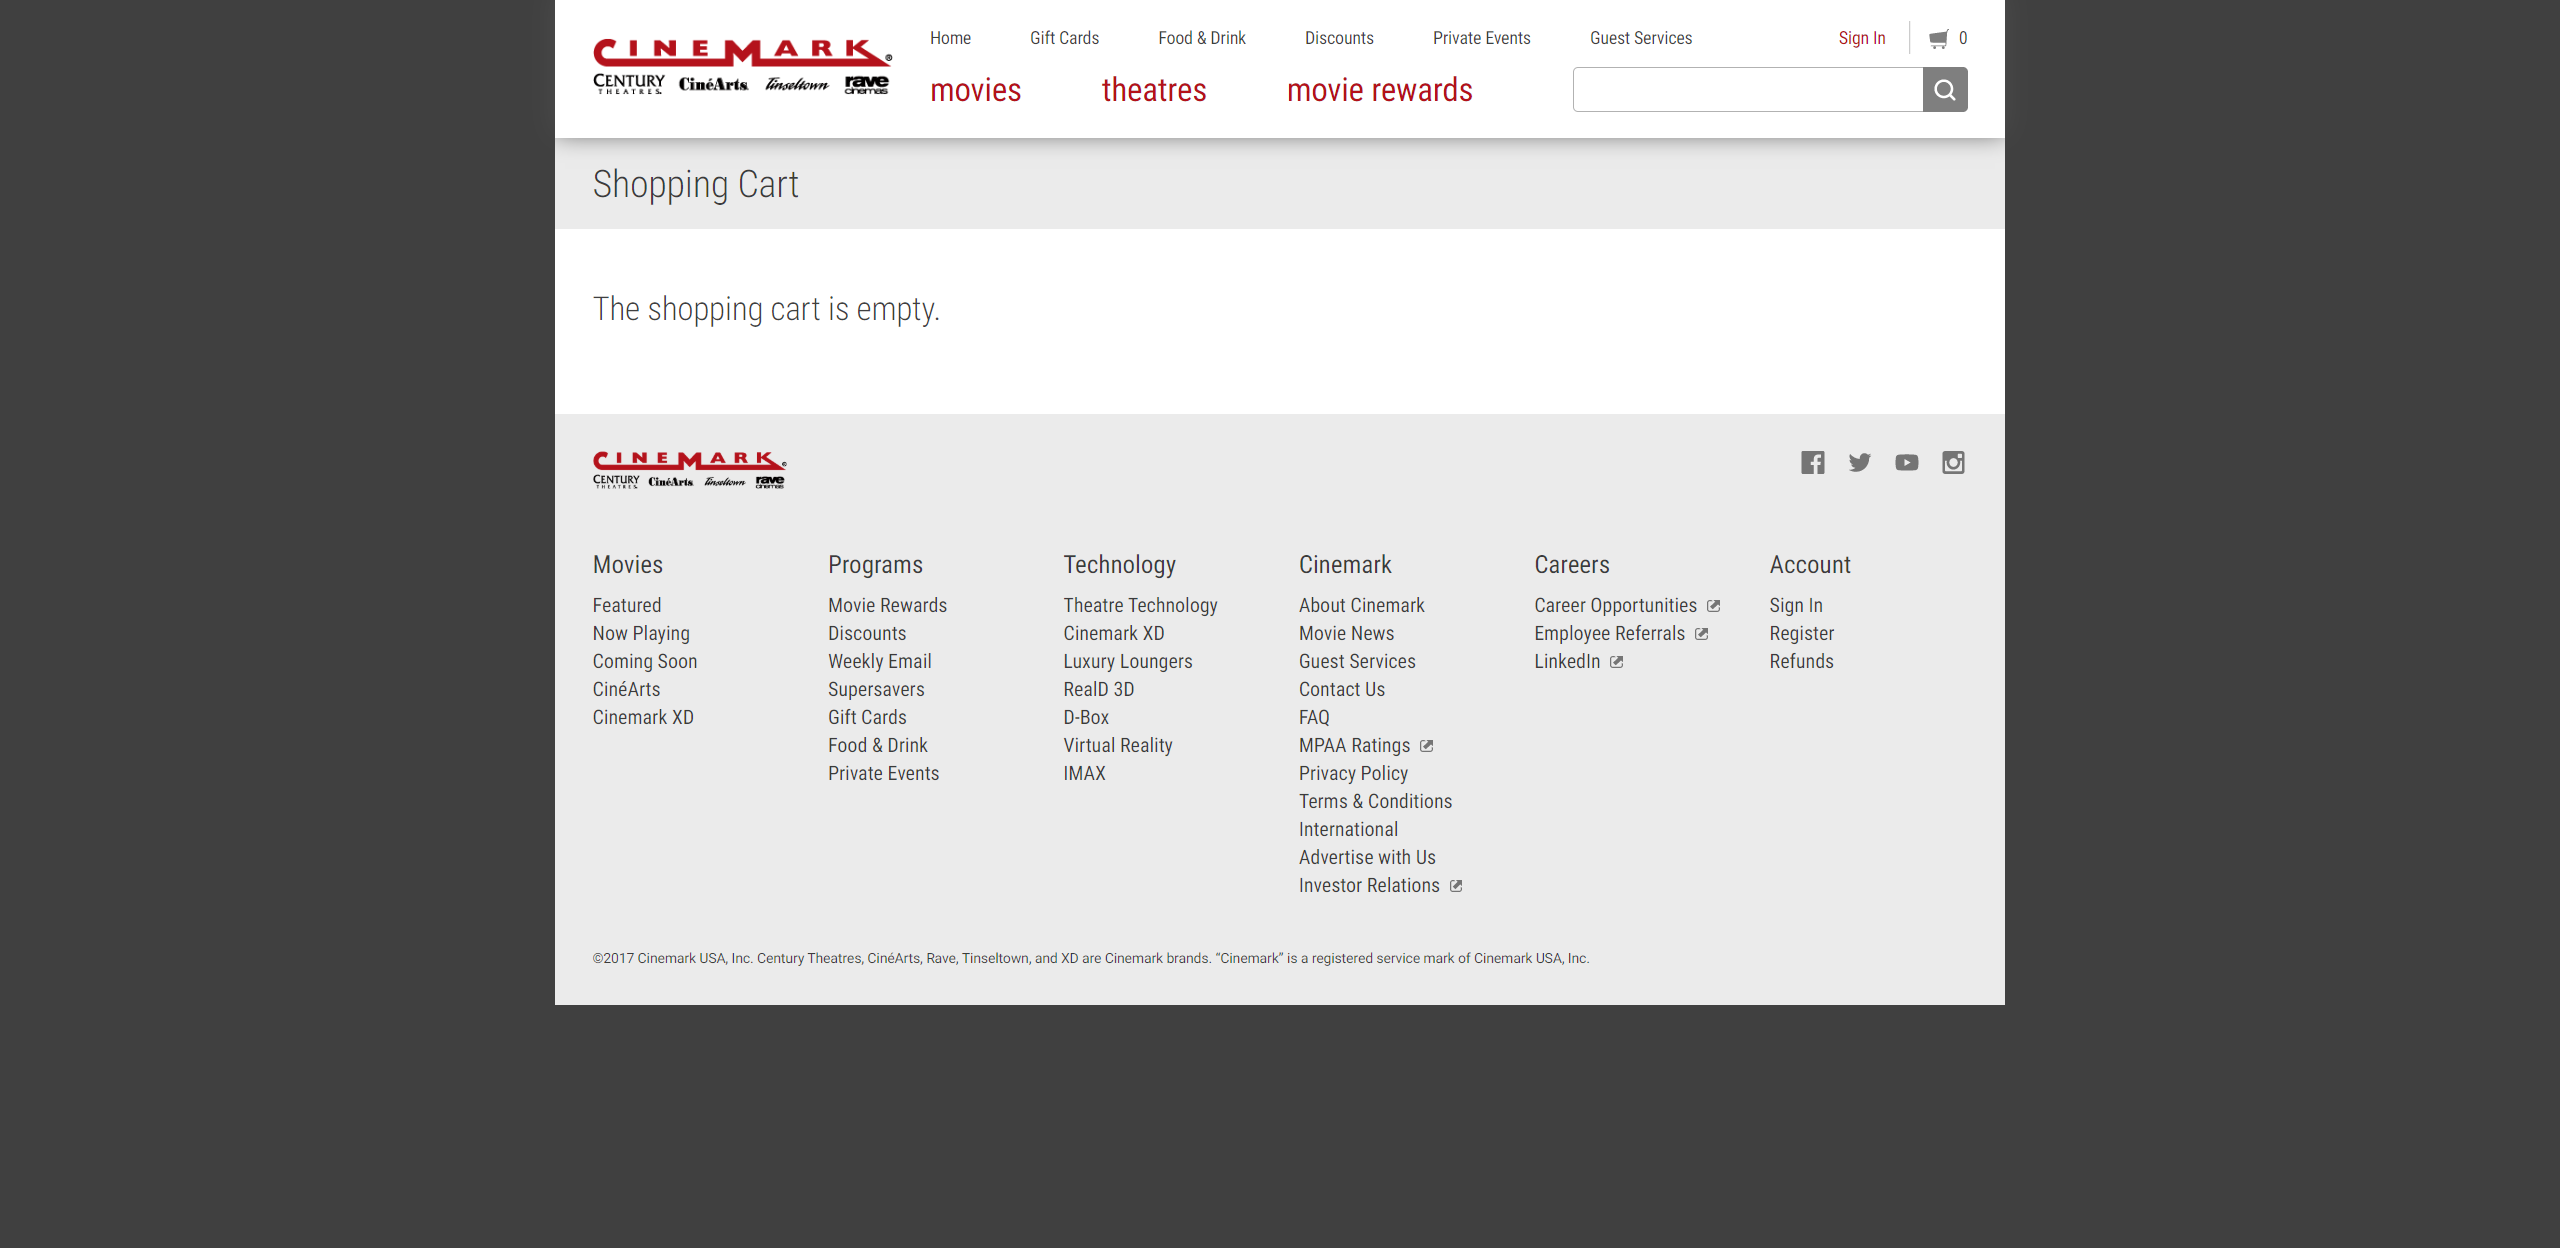 Home Gift Cards Food & Drink Discounts Private Events Guest Services Sign In 0
CINEMARK®
CENTURY THEATRES. CinéArts Tinseltown rave cinemas
movies theatres movie rewards
Shopping Cart
The shopping cart is empty.
CINEMARK®
CENTURY THEATRES. CinéArts Tinseltown rave cinemas
Movies
Featured
Now Playing
Coming Soon
CinéArts
Cinemark XD
Programs
Movie Rewards
Discounts
Weekly Email
Supersavers
Gift Cards
Food & Drink
Private Events
Technology
Theatre Technology
Cinemark XD
Luxury Loungers
RealD 3D
D-Box
Virtual Reality
IMAX
Cinemark
About Cinemark
Movie News
Guest Services
Contact Us
FAQ
MPAA Ratings
Privacy Policy
Terms & Conditions
International
Advertise with Us
Investor Relations
Careers
Career Opportunities
Employee Referrals
LinkedIn
Account
Sign In
Register
Refunds
©2017 Cinemark USA, Inc. Century Theatres, CinéArts, Rave, Tinseltown, and XD are Cinemark brands. “Cinemark” is a registered service mark of Cinemark USA, Inc.